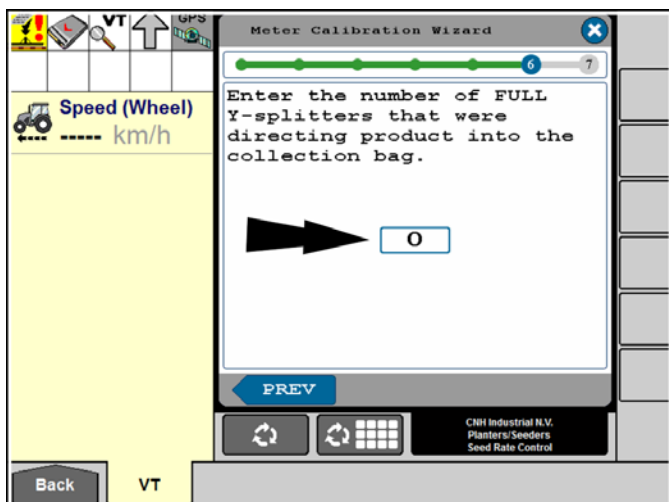 VT
GPS
Meter Calibration Wizard
6
7
Speed (Wheel)
----- km/h
Enter the number of FULL
Y-splitters that were
directing product into the
collection bag.
0
PREV
CNH Industrial N.V.
Planters/Seeders
Seed Rate Control
Back
VT